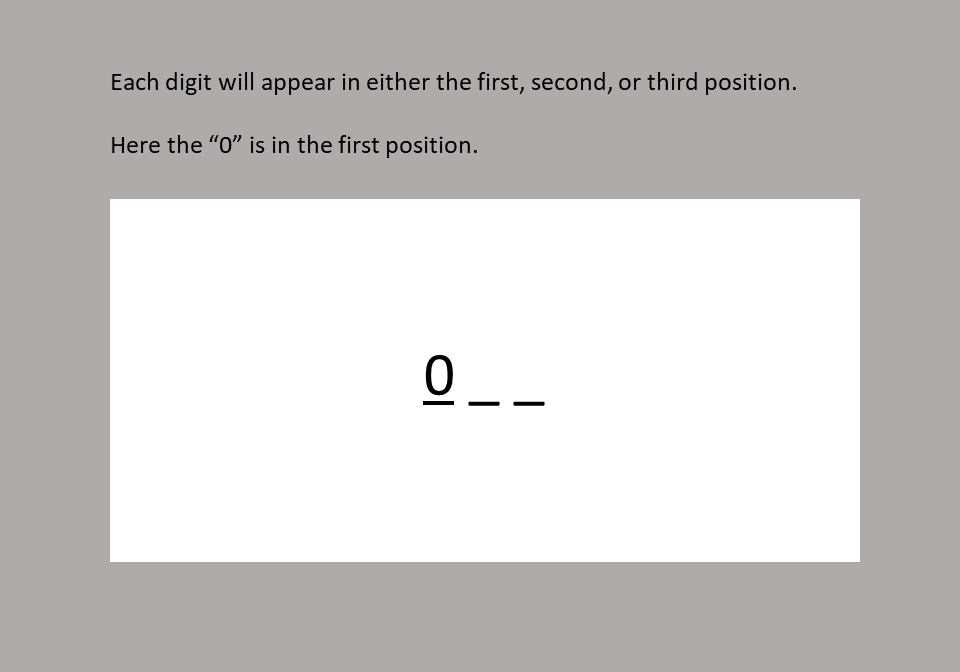 Each digit will appear in either the first, second, or third position.
Here the “0” is in the first position.
0 _ _